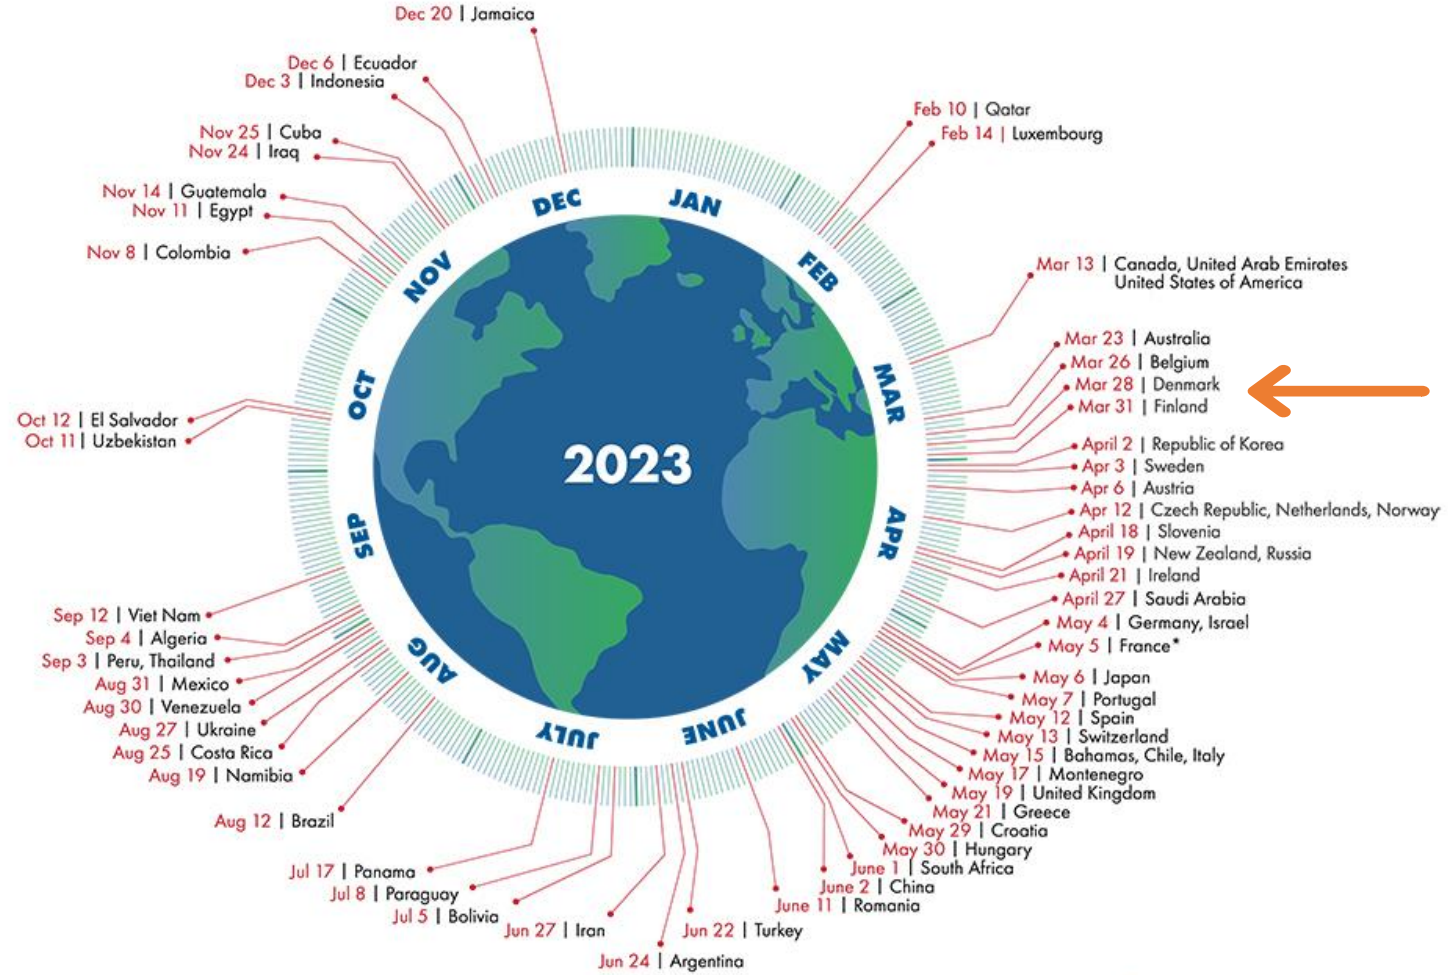 Dec 20 | Jamaica
Dec 6 | Ecuador
Dec 3 | Indonesia
Nov 25 | Cuba
Nov 24 | Iraq
Nov 14 | Guatemala
Nov 11 | Egypt
Nov 8 | Colombia
Oct 12 | El Salvador
Oct 11 | Uzbekistan
Sep 12 | Viet Nam
Sep 4 | Algeria
Sep 3 | Peru, Thailand
Aug 31 | Mexico
Aug 30 | Venezuela
Aug 27 | Ukraine
Aug 25 | Costa Rica
Aug 19 | Namibia
Aug 12 | Brazil
Jul 17 | Panama
Jul 8 | Paraguay
Jul 5 | Bolivia
Jun 27 | Iran
Jun 24 | Argentina
Jun 22 | Turkey
Feb 10 | Qatar
Feb 14 | Luxembourg
Mar 13 | Canada, United Arab Emirates
United States of America
Mar 23 | Australia
Mar 26 | Belgium
Mar 28 | Denmark
Mar 31 | Finland
April 2 | Republic of Korea
Apr 3 | Sweden
Apr 6 | Austria
Apr 12 | Czech Republic, Netherlands, Norway
April 18 | Slovenia
April 19 | New Zealand, Russia
April 21 | Ireland
April 27 | Saudi Arabia
May 4 | Germany, Israel
May 5 | France*
May 6 | Japan
May 7 | Portugal
May 12 | Spain
May 13 | Switzerland
May 15 | Bahamas, Chile, Italy
May 17 | Montenegro
May 19 | United Kingdom
May 21 | Greece
May 29 | Croatia
May 30 | Hungary
June 1 | South Africa
June 2 | China
June 11 | Romania
JAN
FEB
MAR
APR
MAY
JUNE
JULY
AUG
SEP
OCT
NOV
DEC
2023